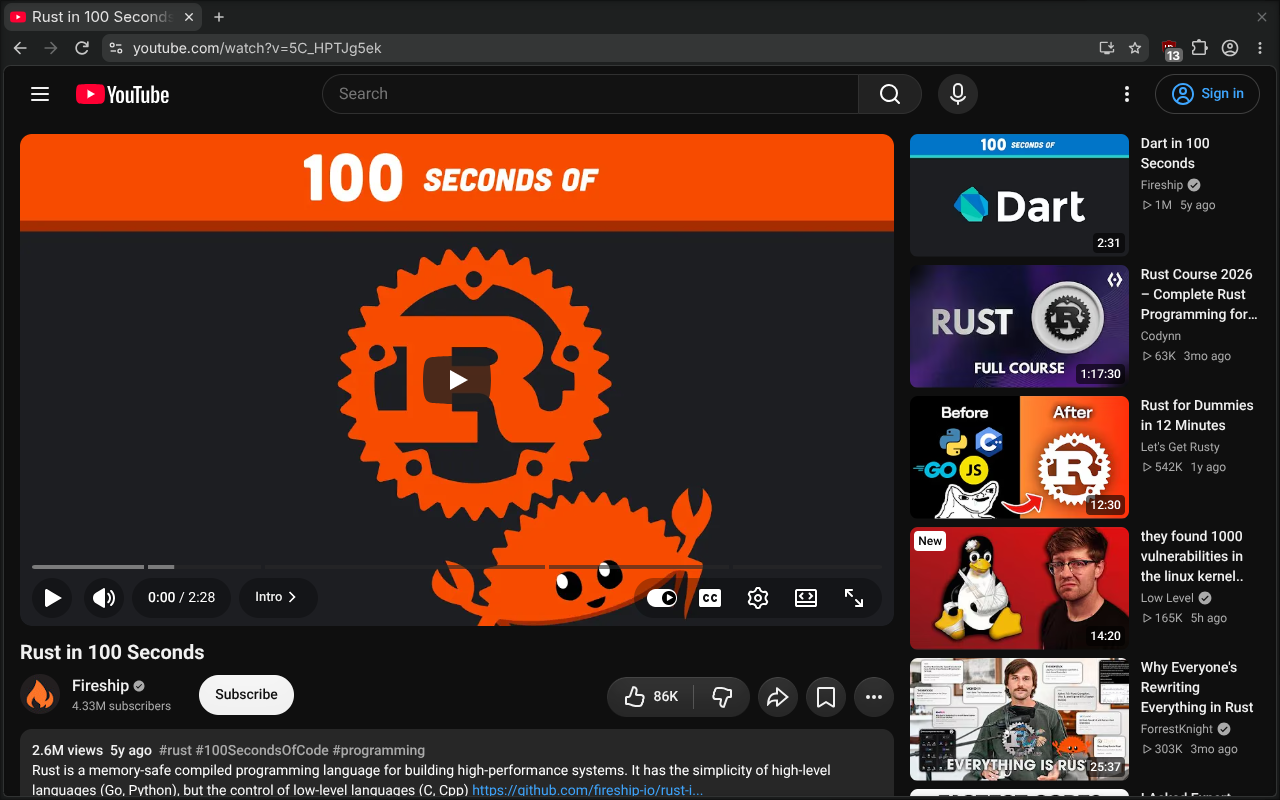 Rust in 100 Seconds
youtube.com/watch?v=5C_HPTJg5ek
13
YouTube
Search
Sign in
100 SECONDS OF
R
0:00 / 2:28
Intro
CC
Rust in 100 Seconds
Fireship
4.33M subscribers
Subscribe
86K
2.6M views 5y ago #rust #100SecondsOfCode #programming
Rust is a memory-safe compiled programming language for building high-performance systems. It has the simplicity of high-level
languages (Go, Python), but the control of low-level languages (C, Cpp) https://github.com/fireship-io/rust-i...
100 SECONDS OF
Dart
2:31
Dart in 100
Seconds
Fireship
1M 5y ago
RUST
R
FULL COURSE
1:17:30
Rust Course 2026
– Complete Rust
Programming for...
Codynn
63K 3mo ago
Before
After
GO
JS
R
12:30
Rust for Dummies
in 12 Minutes
Let's Get Rusty
542K 1y ago
New
14:20
they found 1000
vulnerabilities in
the linux kernel..
Low Level
165K 5h ago
EVERYTHING IS RUST
25:37
Why Everyone's
Rewriting
Everything in Rust
ForrestKnight
303K 3mo ago